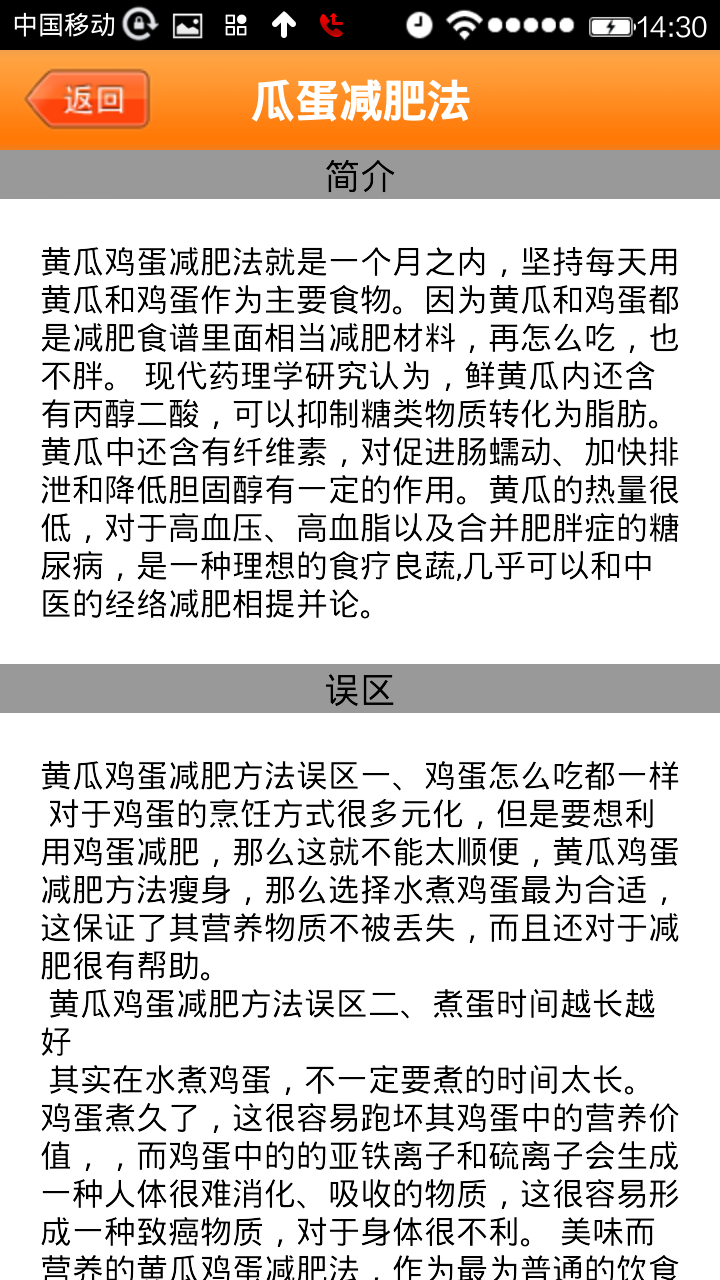 中国移动 14:30
返回 瓜蛋减肥法
简介
黄瓜鸡蛋减肥法就是一个月之内，坚持每天用
黄瓜和鸡蛋作为主要食物。因为黄瓜和鸡蛋都
是减肥食谱里面相当减肥材料，再怎么吃，也
不胖。 现代药理学研究认为，鲜黄瓜内还含
有丙醇二酸，可以抑制糖类物质转化为脂肪。
黄瓜中还含有纤维素，对促进肠蠕动、加快排
泄和降低胆固醇有一定的作用。黄瓜的热量很
低，对于高血压、高血脂以及合并肥胖症的糖
尿病，是一种理想的食疗良蔬,几乎可以和中
医的经络减肥相提并论。
误区
黄瓜鸡蛋减肥方法误区一、鸡蛋怎么吃都一样
对于鸡蛋的烹饪方式很多元化，但是要想利
用鸡蛋减肥，那么这就不能太顺便，黄瓜鸡蛋
减肥方法瘦身，那么选择水煮鸡蛋最为合适，
这保证了其营养物质不被丢失，而且还对于减
肥很有帮助。
黄瓜鸡蛋减肥方法误区二、煮蛋时间越长越
好
其实在水煮鸡蛋，不一定要煮的时间太长。
鸡蛋煮久了，这很容易跑坏其鸡蛋中的营养价
值，，而鸡蛋中的的亚铁离子和硫离子会生成
一种人体很难消化、吸收的物质，这很容易形
成一种致癌物质，对于身体很不利。 美味而
营养的黄瓜鸡蛋减肥法，作为最为普通的饮食